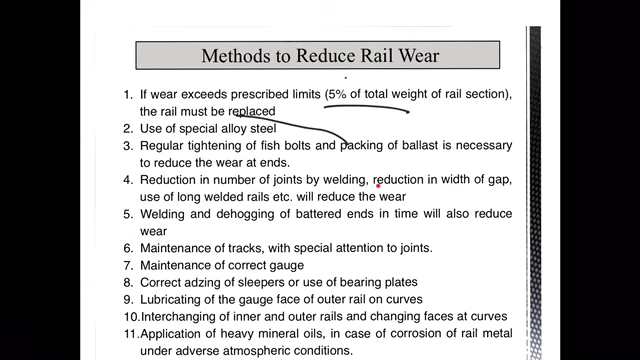 Methods to Reduce Rail Wear
1. If wear exceeds prescribed limits (5% of total weight of rail section),
the rail must be replaced
2. Use of special alloy steel
3. Regular tightening of fish bolts and packing of ballast is necessary
to reduce the wear at ends.
4. Reduction in number of joints by welding, reduction in width of gap,
use of long welded rails etc. will reduce the wear
5. Welding and dehogging of battered ends in time will also reduce
wear
6. Maintenance of tracks, with special attention to joints.
7. Maintenance of correct gauge
8. Correct adzing of sleepers or use of bearing plates
9. Lubricating of the gauge face of outer rail on curves
10. Interchanging of inner and outer rails and changing faces at curves
11. Application of heavy mineral oils, in case of corrosion of rail metal
under adverse atmospheric conditions.